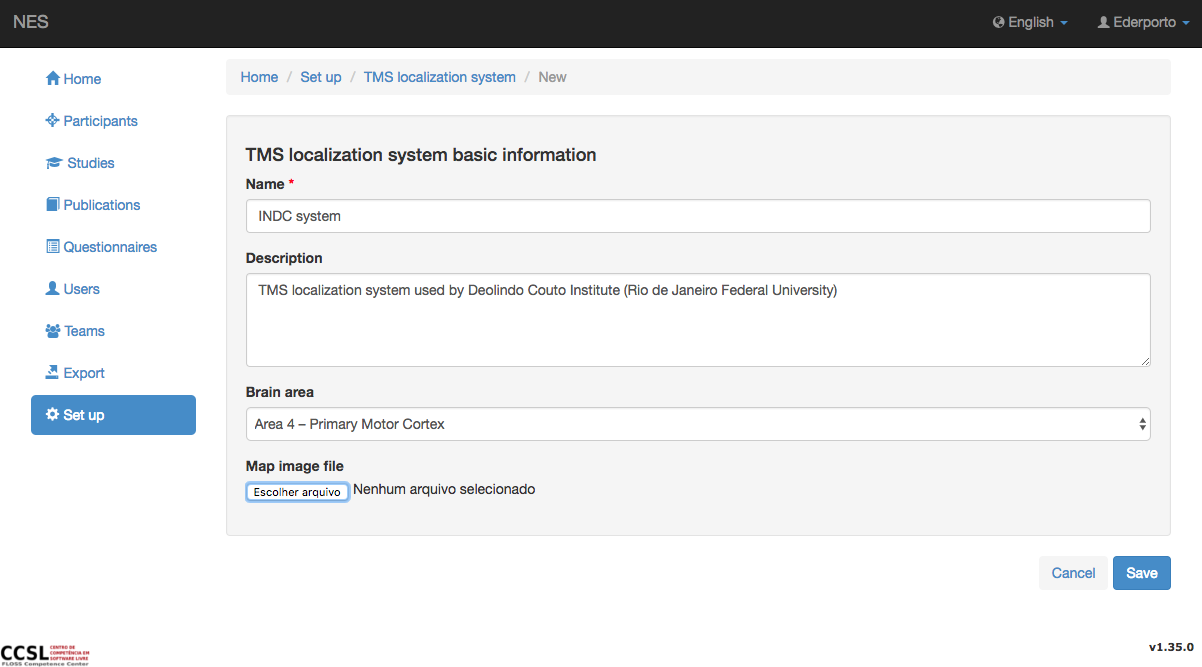 NES
English
Ederporto
Home
Participants
Studies
Publications
Questionnaires
Users
Teams
Export
Set up
Home / Set up / TMS localization system / New
TMS localization system basic information
Name *
INDC system
Description
TMS localization system used by Deolindo Couto Institute (Rio de Janeiro Federal University)
Brain area
Area 4 – Primary Motor Cortex
Map image file
Escolher arquivo Nenhum arquivo selecionado
Cancel Save
CCSL
CENTRO DE
COMPETÊNCIA EM
SOFTWARE LIVRE
FLOSS Competence Center
v1.35.0